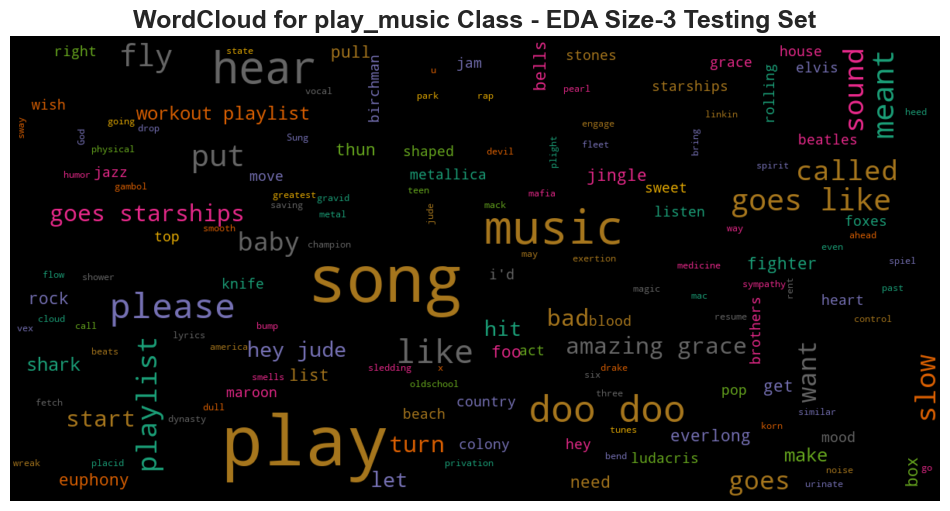 WordCloud for play_music Class - EDA Size-3 Testing Set
right
fly
state
hear
vocal
pull
birchman
jam
u
park
rap
bells
stones
grace
starships
house
elvis
rolling
sound
meant
beatles
heed
linkin
pearl
wish
workout playlist
sway
going
God
drop
Sung
physical
put
thun
shaped
devil
engage
fleet
plight
bring
spirit
called
humor
jazz
gambol
move
metallica
mafia
jingle
sweet
goes like
greatest
gravid
saving
teen
mack
jude
metal
listen
foxes
goes starships
smooth
top
baby
champion
music
way
ahead
even
may
exertion
song
i'd
medicine
fighter
spiel
flow
shower
knife
magic
mac
sympathy
rent
past
rock
please
cloud
vex
call
bump
hit
bad
blood
resume
heart
control
brothers
lyrics
beats
america
hey jude
like
foo
act
amazing grace
want
slow
shark
playlist
smells
list
sledding
x
oldschool
drake
six
three
pop
get
similar
fetch
maroon
dull
dynasty
start
play
beach
country
doo doo
tunes
korn
turn
colony
hey
everlong
mood
wreak
placid
privation
bend
ludacris
make
noise
box
go
euphony
let
need
goes
urinate